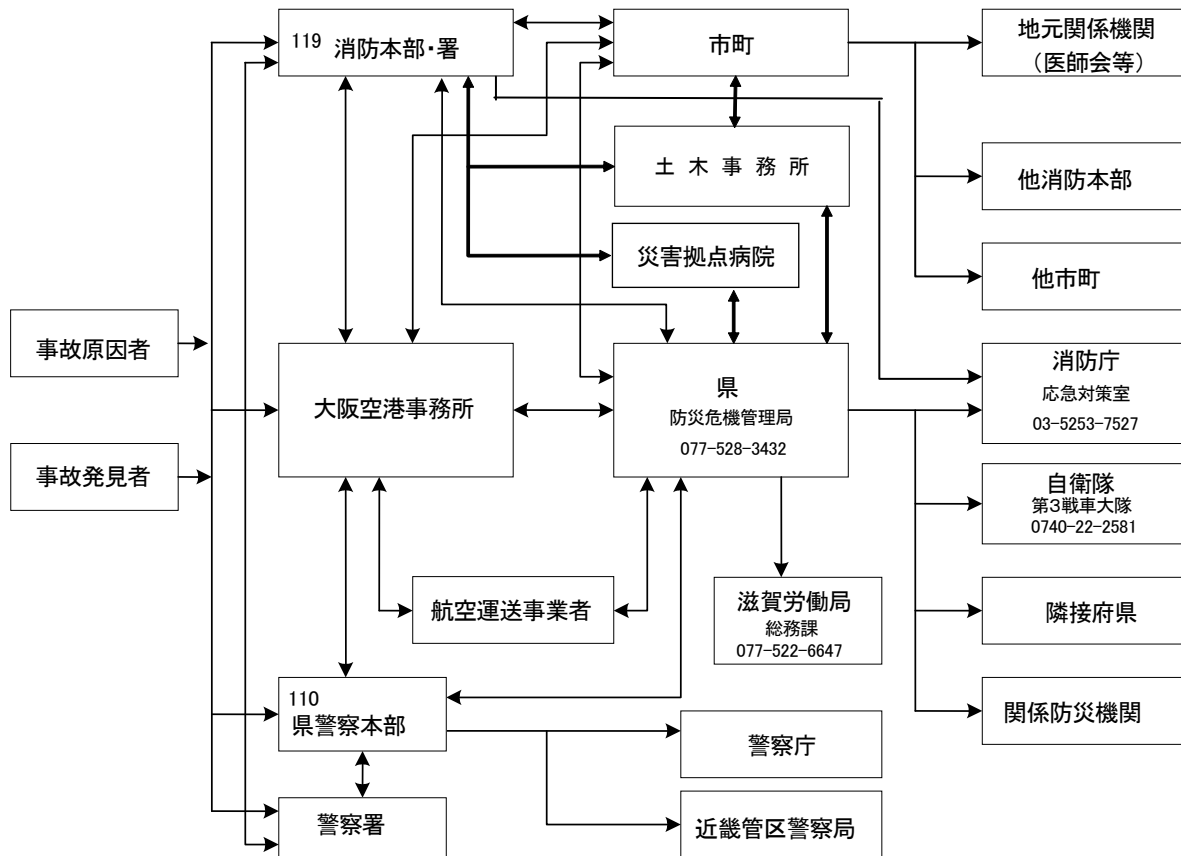 119 消防本部・署
市町
地元関係機関
(医師会等)
土 木 事 務 所
他消防本部
災害拠点病院
他市町
事故原因者
大阪空港事務所
県
防災危機管理局
077-528-3432
消防庁
応急対策室
03-5253-7527
事故発見者
自衛隊
第3戦車大隊
0740-22-2581
航空運送事業者
滋賀労働局
総務課
077-522-6647
隣接府県
110
県警察本部
関係防災機関
警察庁
警察署
近畿管区警察局